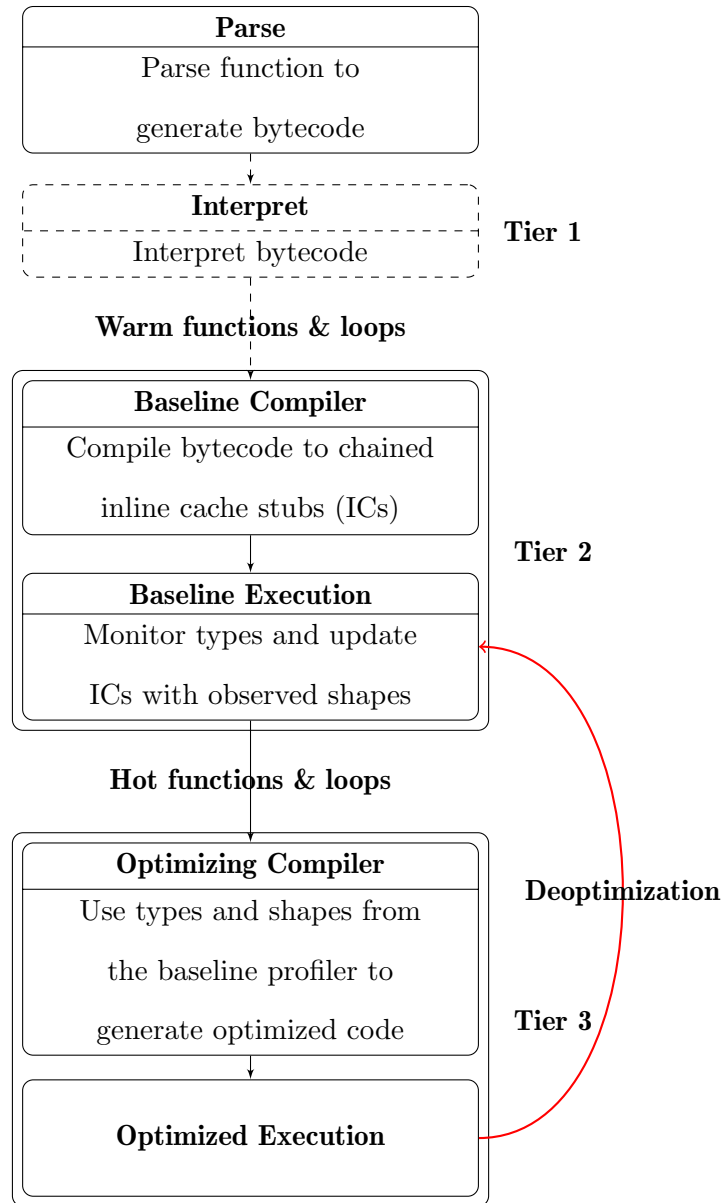 Parse
Parse function to
generate bytecode
Interpret
Interpret bytecode
Tier 1
Warm functions & loops
Baseline Compiler
Compile bytecode to chained
inline cache stubs (ICs)
Tier 2
Baseline Execution
Monitor types and update
ICs with observed shapes
Hot functions & loops
Optimizing Compiler
Use types and shapes from
the baseline profiler to
generate optimized code
Deoptimization
Tier 3
Optimized Execution